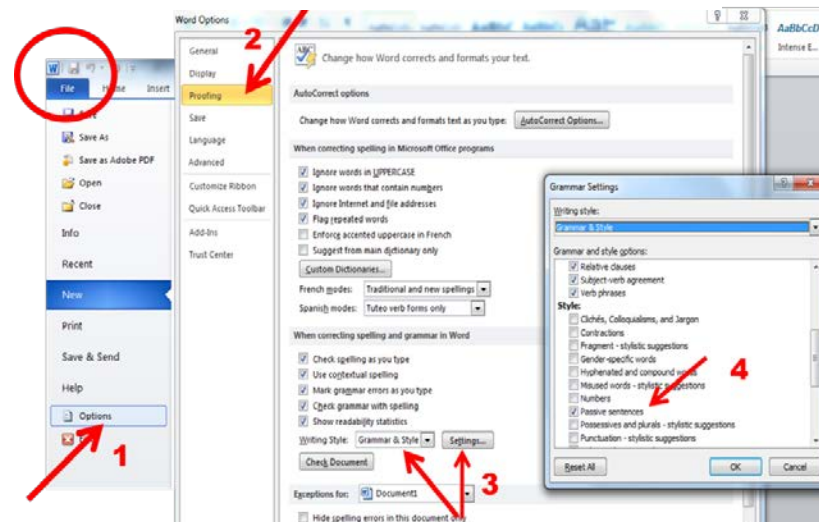 W
File
Home
Insert
Save As
Save as Adobe PDF
Open
Close
Info
Recent
New
Print
Save & Send
Help
Options
1
Word Options
2
General
Display
Proofing
Save
Language
Advanced
Customize Ribbon
Quick Access Toolbar
Add-Ins
Trust Center
ABC
Change how Word corrects and formats your text.
AutoCorrect options
Change how Word corrects and formats text as you type: AutoCorrect Options...
When correcting spelling in Microsoft Office programs
Ignore words in UPPERCASE
Ignore words that contain numbers
Ignore Internet and file addresses
Flag repeated words
Enforce accented uppercase in French
Suggest from main dictionary only
Custom Dictionaries...
French modes: Traditional and new spellings
Spanish modes: Tuteo verb forms only
When correcting spelling and grammar in Word
Check spelling as you type
Use contextual spelling
Mark grammar errors as you type
Check grammar with spelling
Show readability statistics
Writing Style: Grammar & Style Settings...
Check Document
3
Exceptions for: Document1
Hide spelling errors in this document only
AaBbCcD
Intense E...
Grammar Settings
Writing style:
Grammar & Style
Grammar and style options:
Relative clauses
Subject-verb agreement
Verb phrases
Style:
Clichés, Colloquialisms, and Jargon
Contractions
Fragment - stylistic suggestions
Gender-specific words
Hyphenated and compound words
Misused words - stylistic suggestions
Numbers
Passive sentences
Possessives and plurals - stylistic suggestions
Punctuation - stylistic suggestions
4
Reset All
OK
Cancel